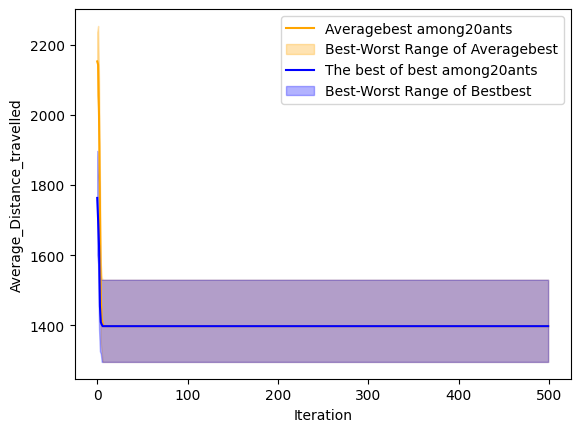 Averagebest among20ants
Best-Worst Range of Averagebest
The best of best among20ants
Best-Worst Range of Bestbest
Average_Distance_travelled
2200
2000
1800
1600
1400
0 100 200 300 400 500
Iteration